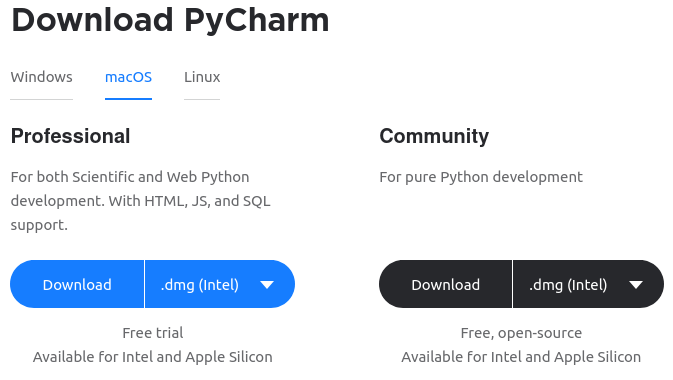 Download PyCharm
Windows macOS Linux
Professional
For both Scientific and Web Python
development. With HTML, JS, and SQL
support.
Download .dmg (Intel)
Free trial
Available for Intel and Apple Silicon
Community
For pure Python development
Download .dmg (Intel)
Free, open-source
Available for Intel and Apple Silicon